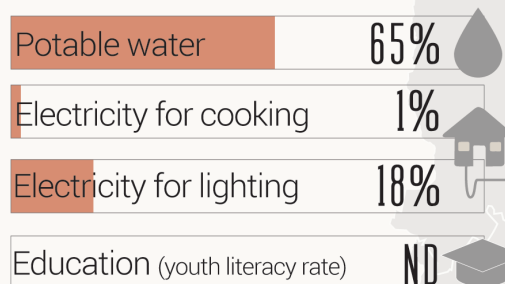 Potable water 65%
Electricity for cooking 1%
Electricity for lighting 18%
Education (youth literacy rate) ND